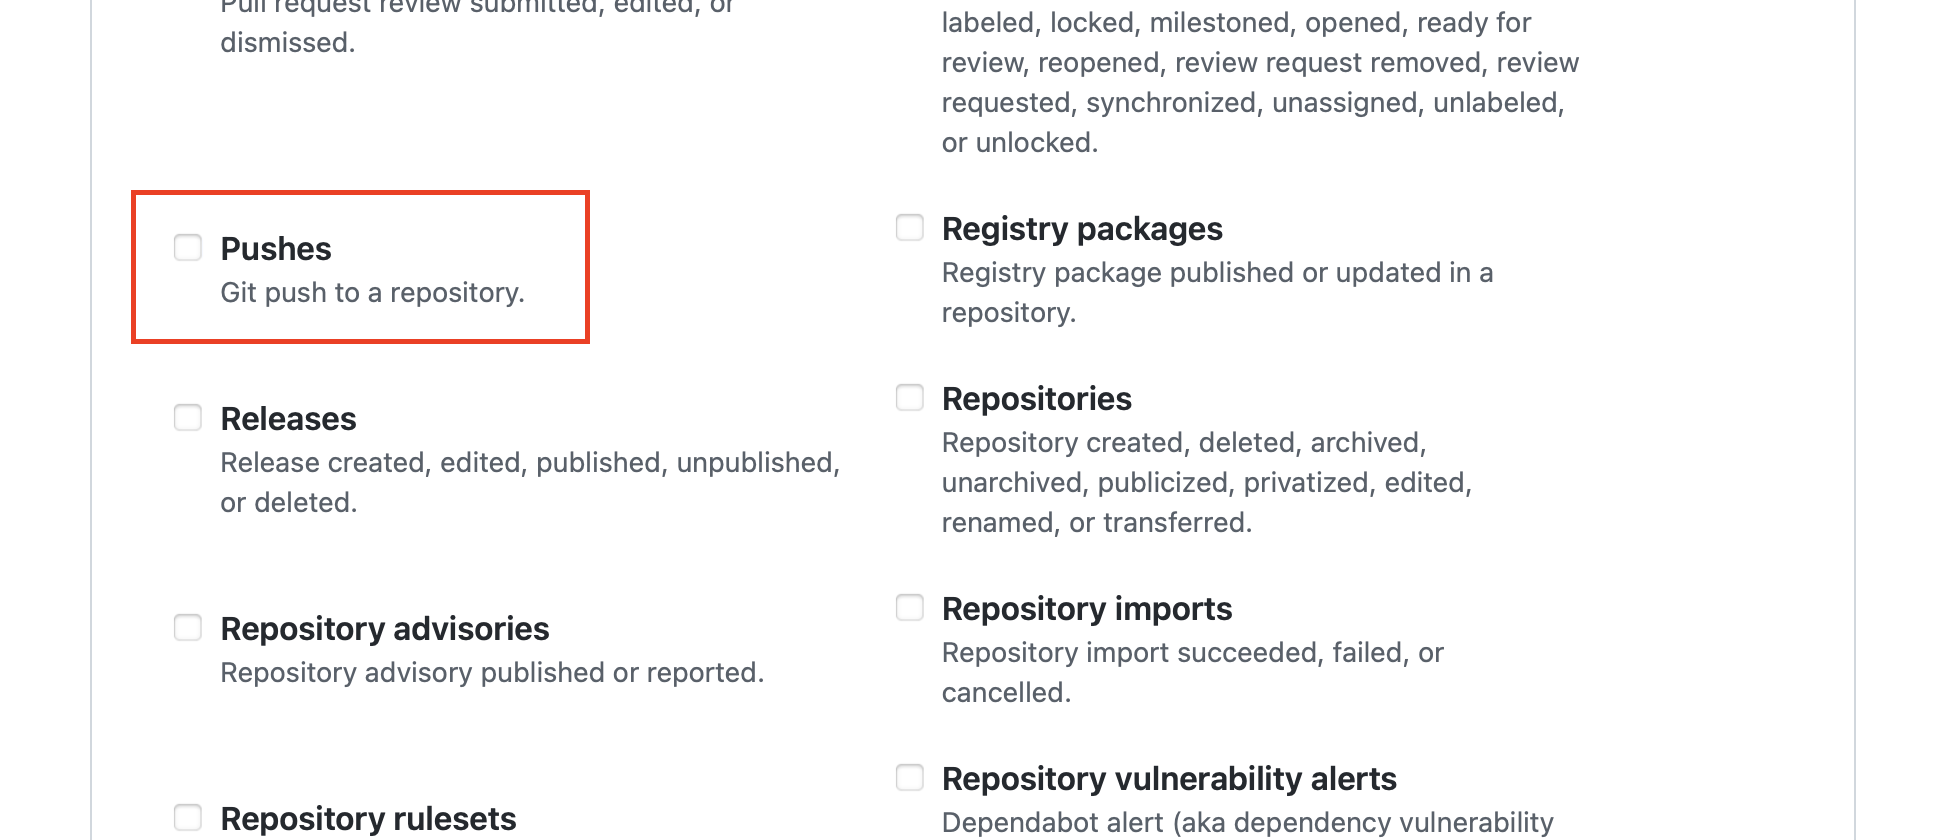 Pull request review submitted, edited, or
dismissed.
labeled, locked, milestoned, opened, ready for
review, reopened, review request removed, review
requested, synchronized, unassigned, unlabeled,
or unlocked.
Pushes
Git push to a repository.
Registry packages
Registry package published or updated in a
repository.
Releases
Release created, edited, published, unpublished,
or deleted.
Repositories
Repository created, deleted, archived,
unarchived, publicized, privatized, edited,
renamed, or transferred.
Repository advisories
Repository advisory published or reported.
Repository imports
Repository import succeeded, failed, or
cancelled.
Repository rulesets
Repository vulnerability alerts
Dependabot alert (aka dependency vulnerability